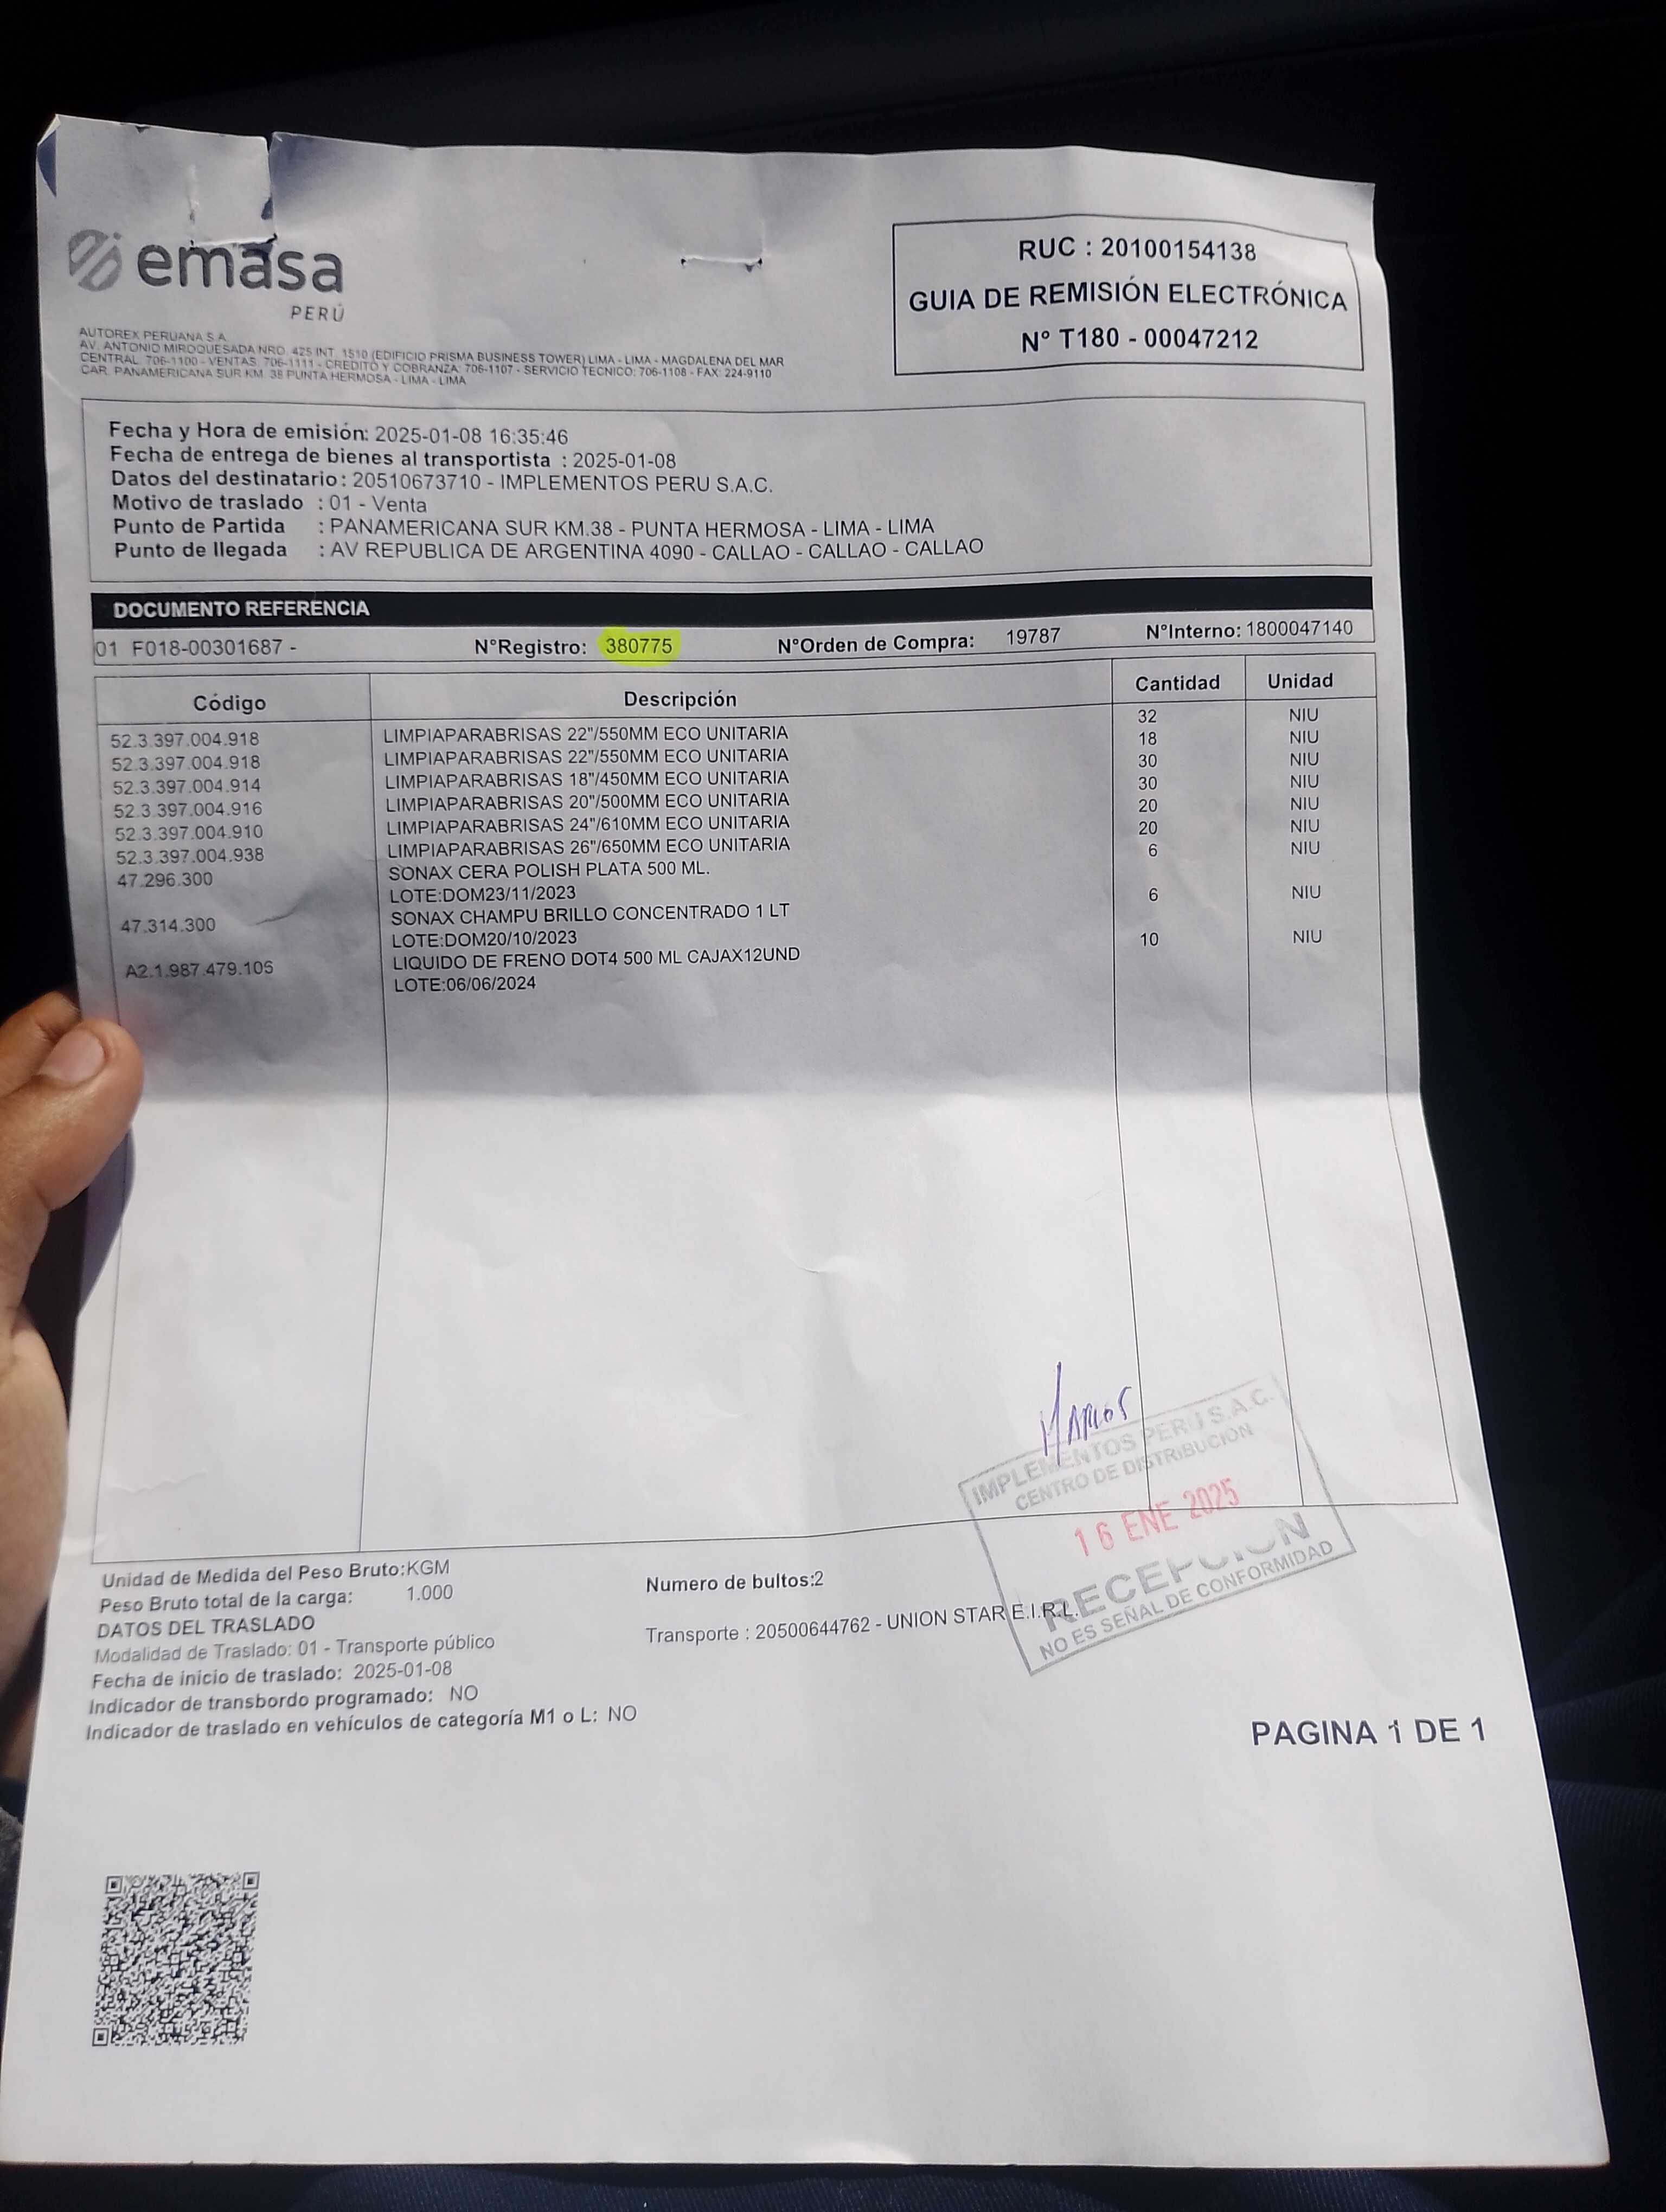 emasa
PERÚ
AUTOREX PERUANA S.A.
AV. ANTONIO MIROQUESADA NRO. 425 INT. 1510 (EDIFICIO PRISMA BUSINESS TOWER) LIMA - LIMA - MAGDALENA DEL MAR
CENTRAL: 706-1100 - VENTAS: 706-1111 - CREDITO Y COBRANZA: 706-1107 - SERVICIO TECNICO: 706-1108 - FAX: 224-9110
CAR. PANAMERICANA SUR KM. 38 PUNTA HERMOSA - LIMA - LIMA
RUC : 20100154138
GUIA DE REMISIÓN ELECTRÓNICA
N° T180 - 00047212
Fecha y Hora de emisión: 2025-01-08 16:35:46
Fecha de entrega de bienes al transportista : 2025-01-08
Datos del destinatario : 20510673710 - IMPLEMENTOS PERU S.A.C.
Motivo de traslado : 01 - Venta
Punto de Partida : PANAMERICANA SUR KM.38 - PUNTA HERMOSA - LIMA - LIMA
Punto de llegada : AV REPUBLICA DE ARGENTINA 4090 - CALLAO - CALLAO - CALLAO
DOCUMENTO REFERENCIA
01 F018-00301687 - N°Registro: 380775 N°Orden de Compra: 19787 N°Interno: 1800047140
Código Descripción Cantidad Unidad
52.3.397.004.918 LIMPIAPARABRISAS 22"/550MM ECO UNITARIA 32 NIU
52.3.397.004.918 LIMPIAPARABRISAS 22"/550MM ECO UNITARIA 18 NIU
52.3.397.004.914 LIMPIAPARABRISAS 18"/450MM ECO UNITARIA 30 NIU
52.3.397.004.916 LIMPIAPARABRISAS 20"/500MM ECO UNITARIA 30 NIU
52.3.397.004.910 LIMPIAPARABRISAS 24"/610MM ECO UNITARIA 20 NIU
52.3.397.004.938 LIMPIAPARABRISAS 26"/650MM ECO UNITARIA 20 NIU
47.296.300 SONAX CERA POLISH PLATA 500 ML. 6 NIU
LOTE:DOM23/11/2023
47.314.300 SONAX CHAMPU BRILLO CONCENTRADO 1 LT 6 NIU
LOTE:DOM20/10/2023
A2.1.987.479.106 LIQUIDO DE FRENO DOT4 500 ML CAJAX12UND 10 NIU
LOTE:06/06/2024
IMPLEMENTOS PERU S.A.C.
CENTRO DE DISTRIBUCIÓN
16 ENE 2025
RECEPCION
NO ES SEÑAL DE CONFORMIDAD
Unidad de Medida del Peso Bruto:KGM
Peso Bruto total de la carga: 1.000
Numero de bultos:2
DATOS DEL TRASLADO
Modalidad de Traslado: 01 - Transporte público
Transporte : 20500644762 - UNION STAR E.I.R.L.
Fecha de inicio de traslado: 2025-01-08
Indicador de transbordo programado: NO
Indicador de traslado en vehículos de categoría M1 o L: NO
PAGINA 1 DE 1